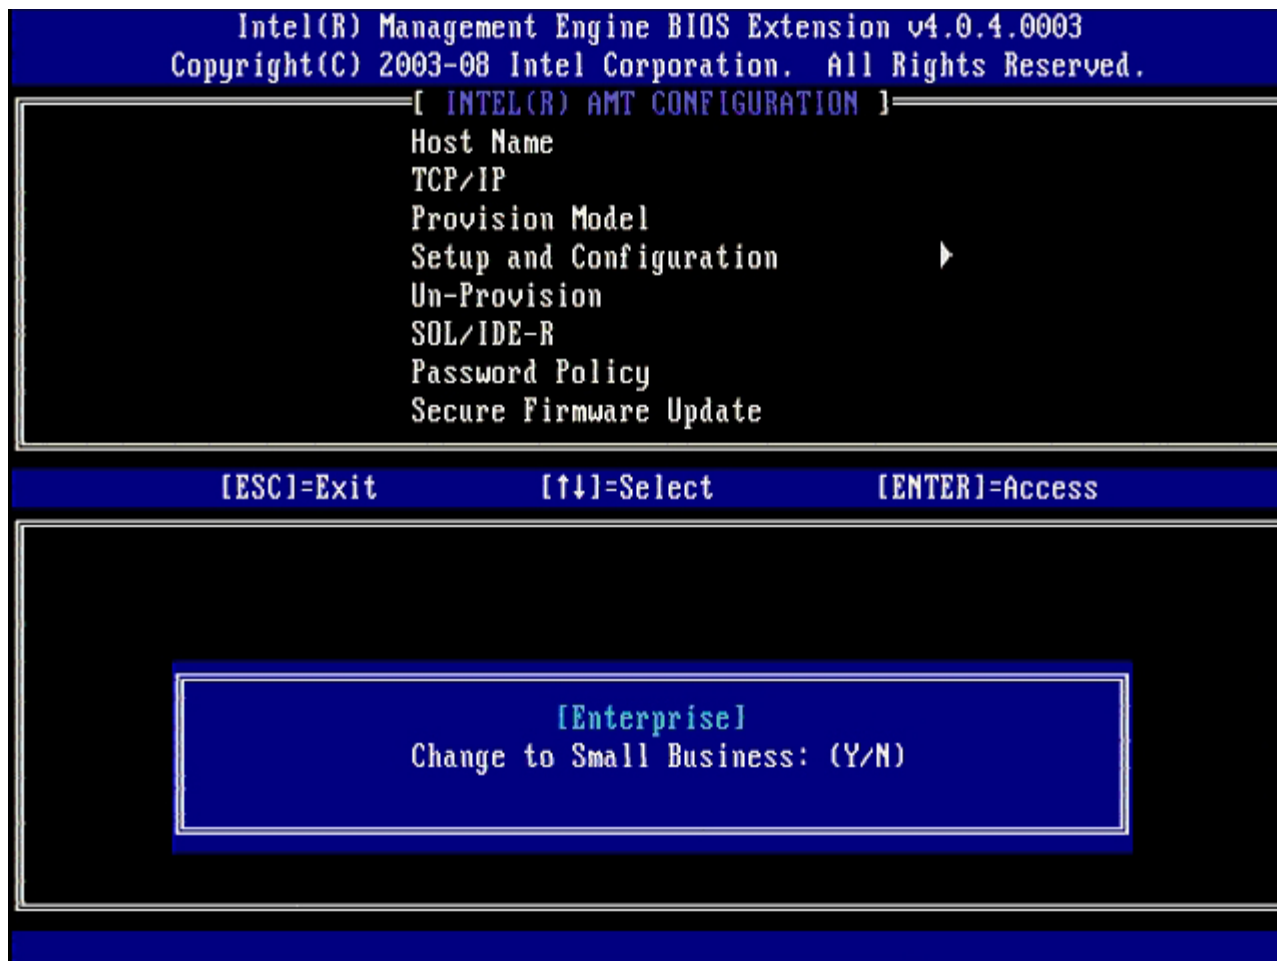 Intel(R) Management Engine BIOS Extension v4.0.4.0003
Copyright(C) 2003-08 Intel Corporation. All Rights Reserved.
[ INTEL(R) AMT CONFIGURATION ]
Host Name
TCP/IP
Provision Model
Setup and Configuration
Un-Provision
SOL/IDE-R
Password Policy
Secure Firmware Update
[ESC]=Exit [↑↓]=Select [ENTER]=Access
[Enterprise]
Change to Small Business: (Y/N)